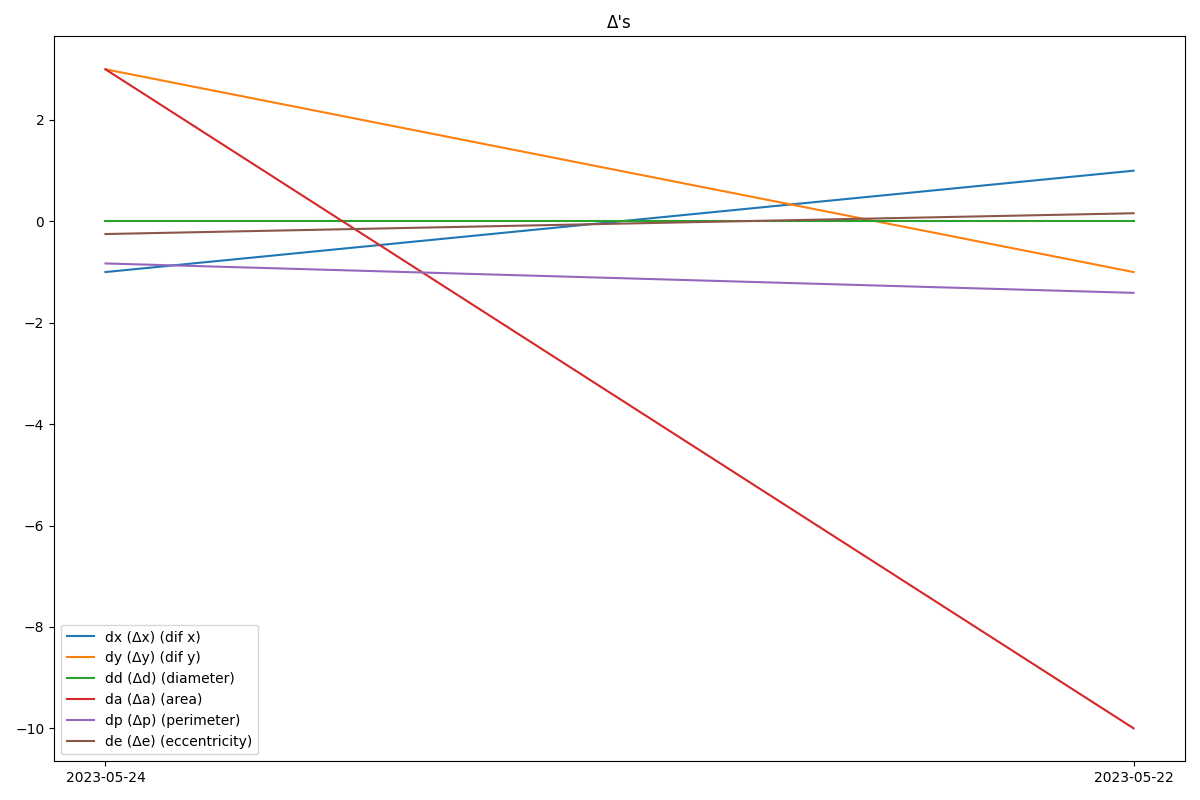 Δ's
2
0
−2
−4
−6
−8
−10
dx (Δx) (dif x)
dy (Δy) (dif y)
dd (Δd) (diameter)
da (Δa) (area)
dp (Δp) (perimeter)
de (Δe) (eccentricity)
2023-05-24
2023-05-22